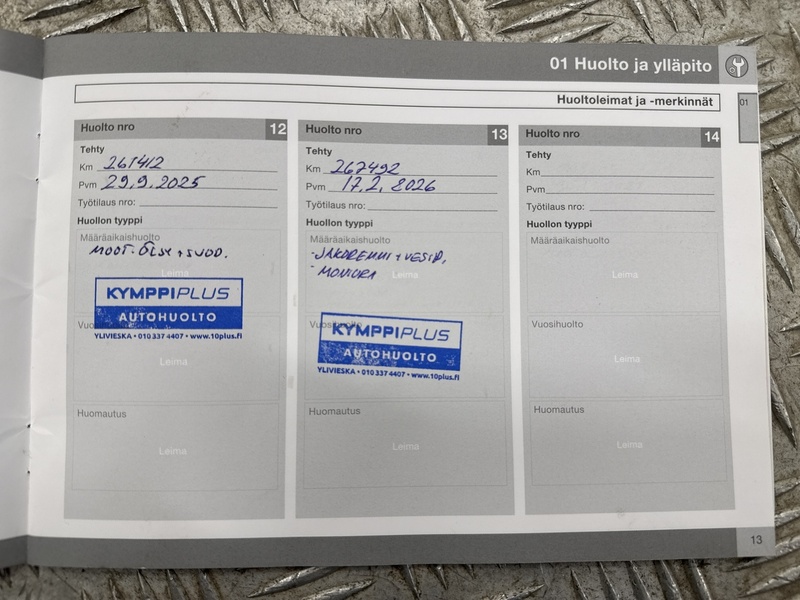 01 Huolto ja ylläpito
Huoltoleimat ja -merkinnät
01
Huolto nro 12
Tehty
Km 261412
Pvm 29.9.2025
Työtilaus nro:
Huollon tyyppi
Määräaikaishuolto
MOOT. ÖLJY + SUOD.
Leima
KYMPPIPLUS
AUTOHUOLTO
YLIVIESKA • 010 337 4407 • www.10plus.fi
Leima
Huomautus
Leima
Huolto nro 13
Tehty
Km 267492
Pvm 17.2.2026
Työtilaus nro:
Huollon tyyppi
Määräaikaishuolto
-JAKOREMMI + VESIP.
Leima
Vuosihuolto
KYMPPIPLUS
AUTOHUOLTO
YLIVIESKA • 010 337 4407 • www.10plus.fi
Huomautus
Leima
Huolto nro 14
Tehty
Km
Pvm
Työtilaus nro:
Huollon tyyppi
Määräaikaishuolto
Leima
Vuosihuolto
Leima
Huomautus
Leima
13